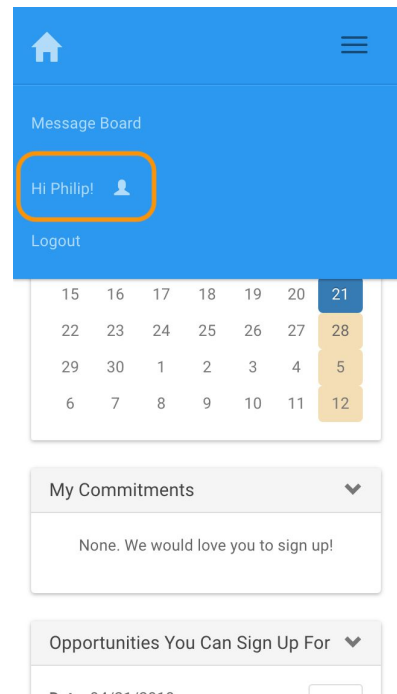 Message Board
Hi Philip!
Logout
15 16 17 18 19 20 21
22 23 24 25 26 27 28
29 30 1 2 3 4 5
6 7 8 9 10 11 12
My Commitments
None. We would love you to sign up!
Opportunities You Can Sign Up For